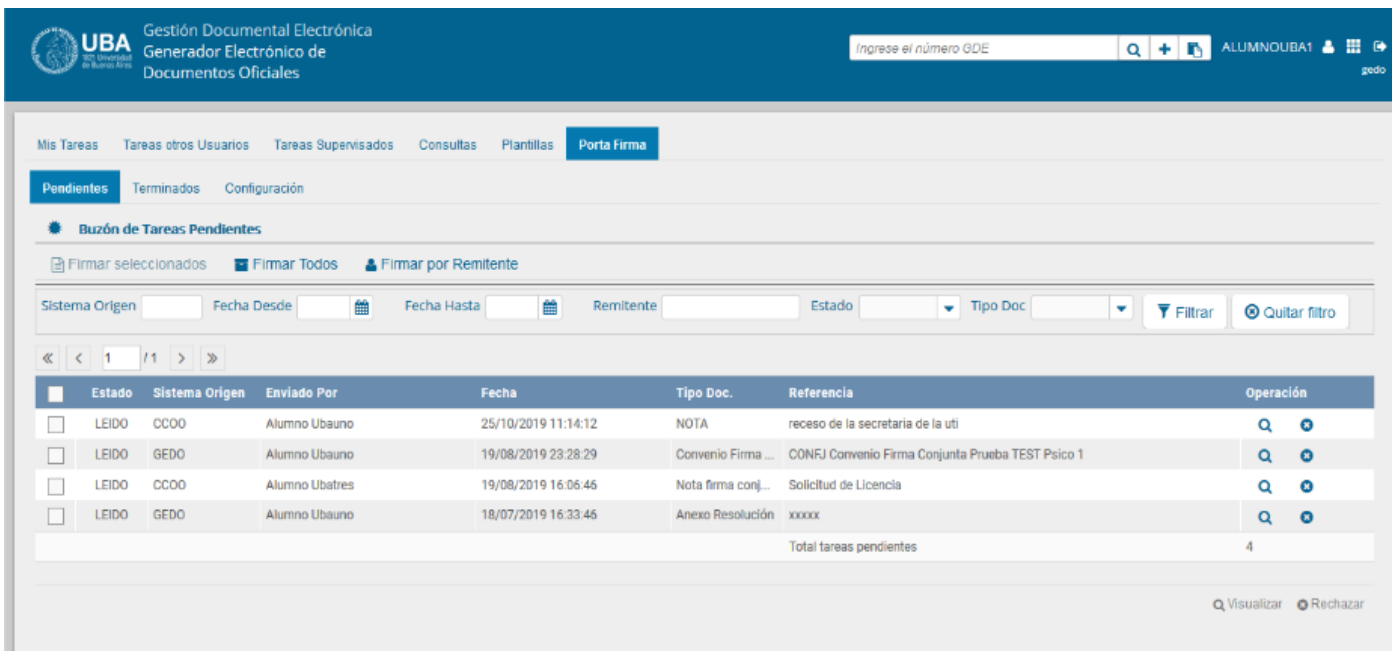 Gestión Documental Electrónica
UBA Generador Electrónico de
1821 Universidad
de Buenos Aires
Documentos Oficiales
Ingrese el número GDE
ALUMNOUBA1
gedo
Mis Tareas Tareas otros Usuarios Tareas Supervisados Consultas Plantillas Porta Firma
Pendientes Terminados Configuración
Buzón de Tareas Pendientes
Firmar seleccionados Firmar Todos Firmar por Remitente
Sistema Origen Fecha Desde Fecha Hasta Remitente Estado Tipo Doc Filtrar Quitar filtro
1 /1
Estado Sistema Origen Enviado Por Fecha Tipo Doc. Referencia Operación
LEIDO CCOO Alumno Ubauno 25/10/2019 11:14:12 NOTA receso de la secretaria de la uti
LEIDO GEDO Alumno Ubauno 19/08/2019 23:28:29 Convenio Firma ... CONFJ Convenio Firma Conjunta Prueba TEST Psico 1
LEIDO CCOO Alumno Ubatres 19/08/2019 16:06:46 Nota firma conj... Solicitud de Licencia
LEIDO GEDO Alumno Ubauno 18/07/2019 16:33:46 Anexo Resolución xxxxx
Total tareas pendientes 4
Visualizar Rechazar